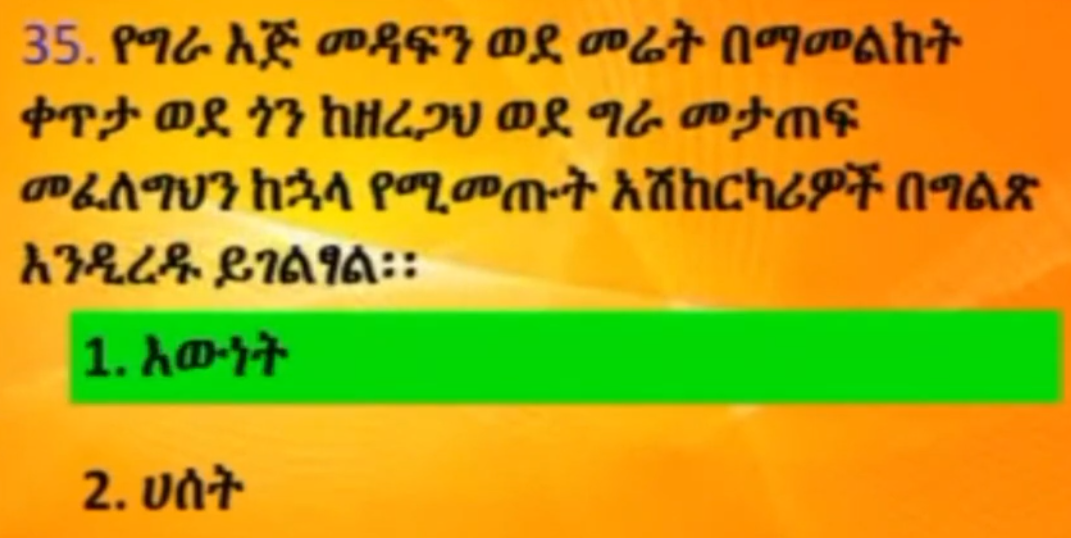 35. የግራ እጅ መዳፍን ወደ መሬት በማመልከት
ቀጥታ ወደ ጎን ከዘረጋህ ወደ ግራ መታጠፍ
መፈለግህን ከኋላ የሚመጡት አሽከርካሪዎች በግልጽ
እንዲረዱ ይገልፃል፡፡
1. እውነት
2. ሀሰት